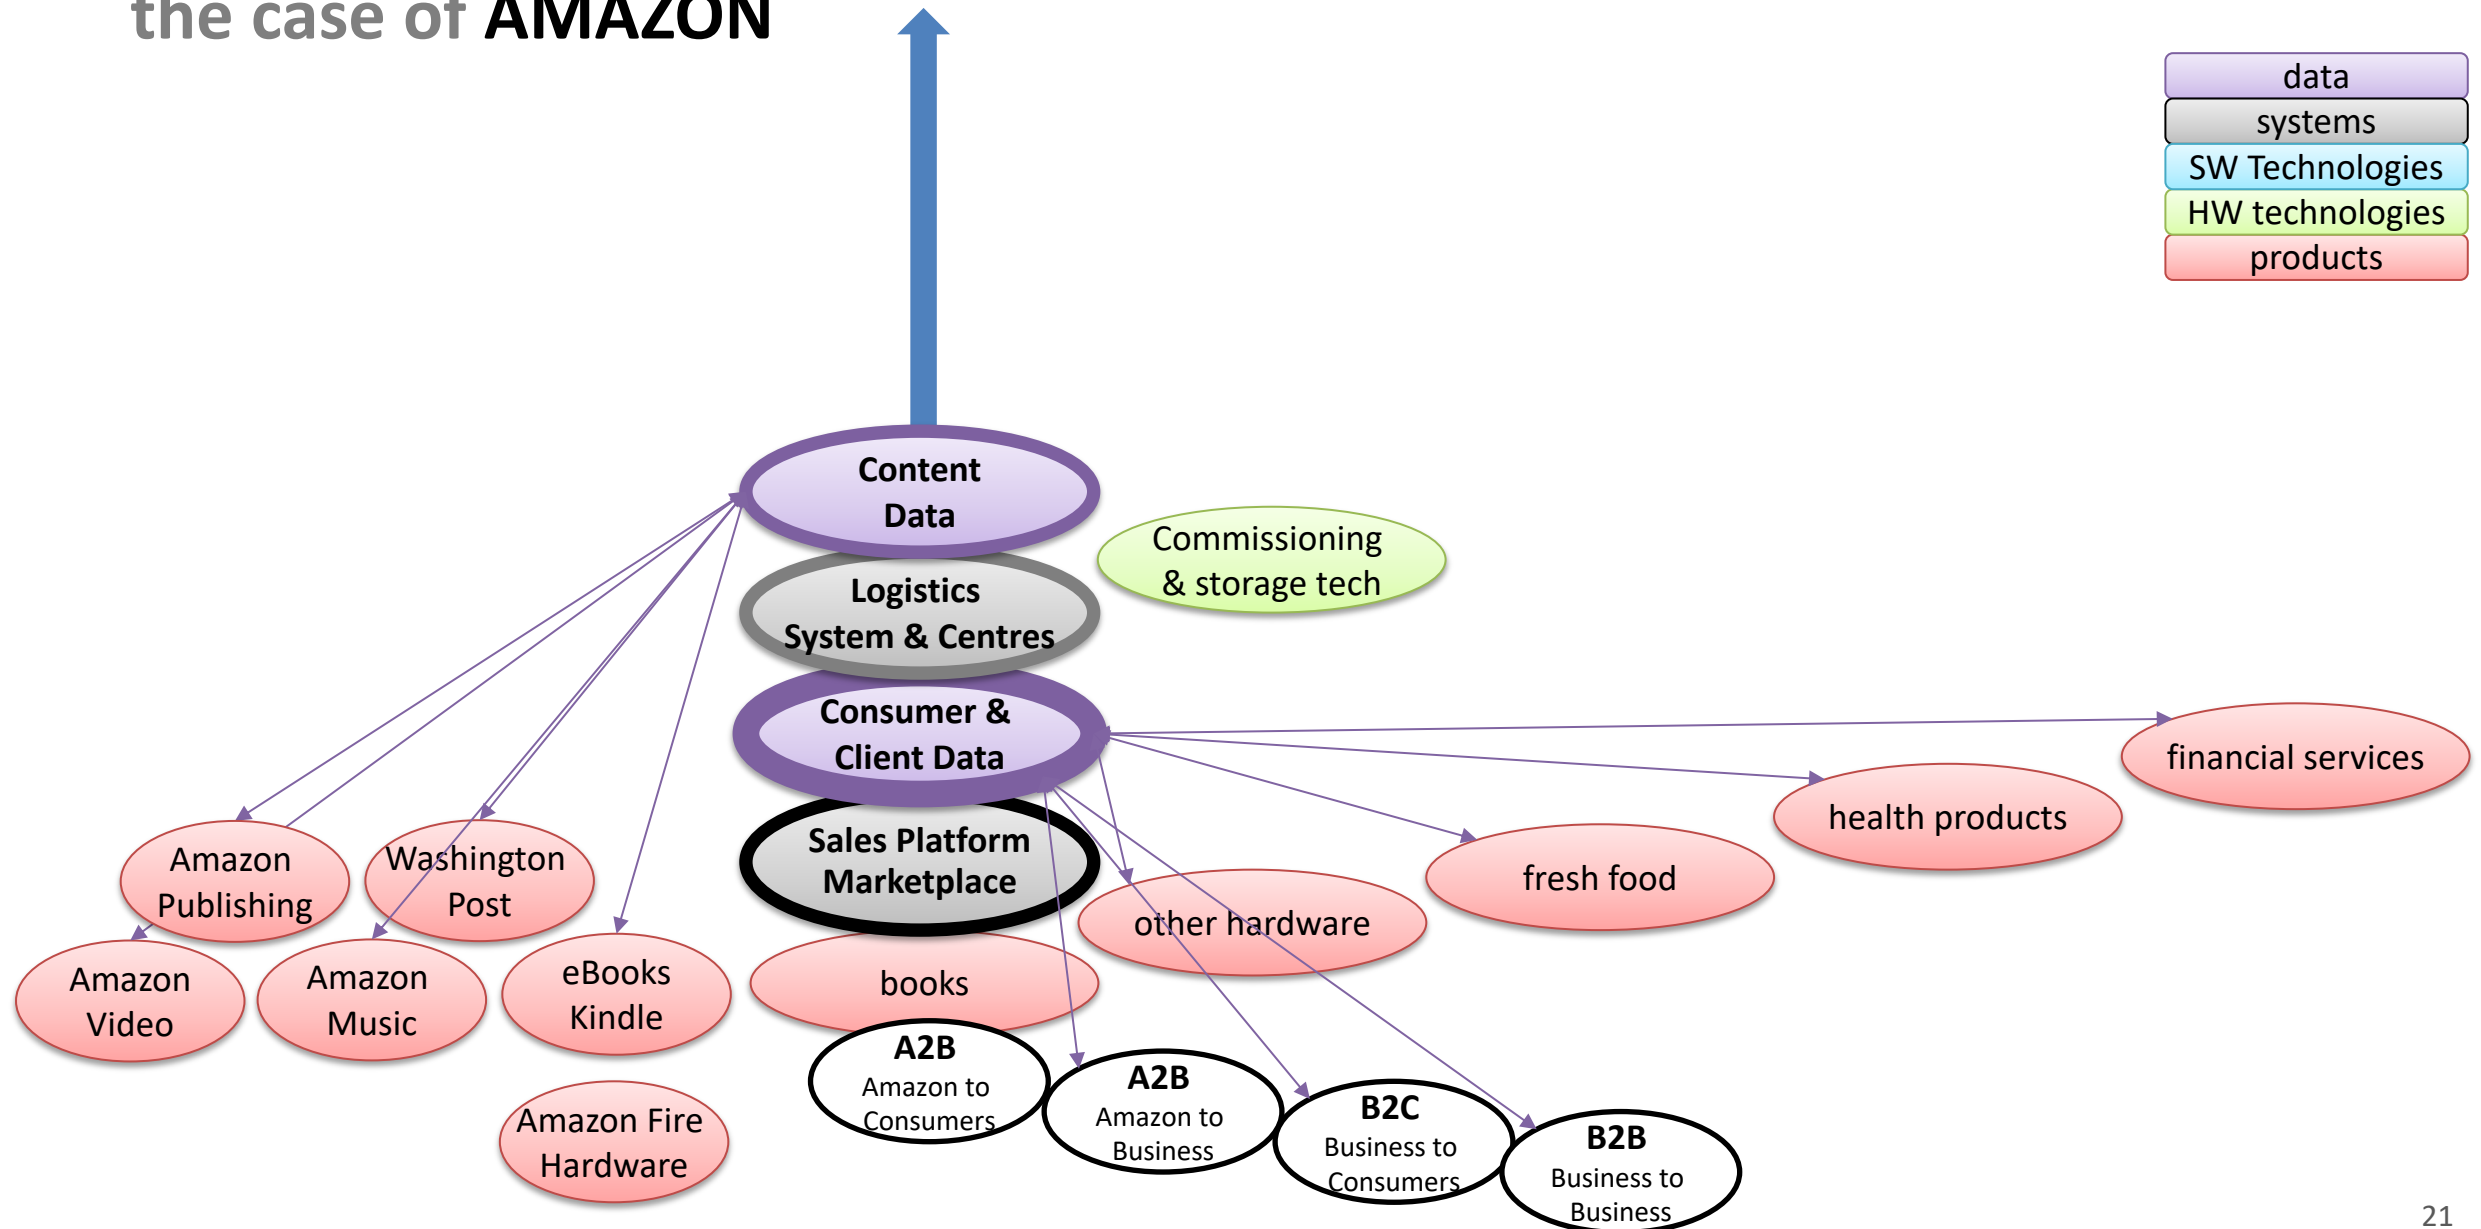 the case of AMAZON
data
systems
SW Technologies
HW technologies
products
Content
Data
Commissioning
& storage tech
Logistics
System & Centres
Consumer &
Client Data
financial services
health products
Sales Platform
Marketplace
fresh food
other hardware
Amazon
Publishing
Washington
Post
Amazon
Video
Amazon
Music
eBooks
Kindle
books
A2B
Amazon to
Consumers
A2B
Amazon to
Business
B2C
Business to
Consumers
B2B
Business to
Business
Amazon Fire
Hardware
21